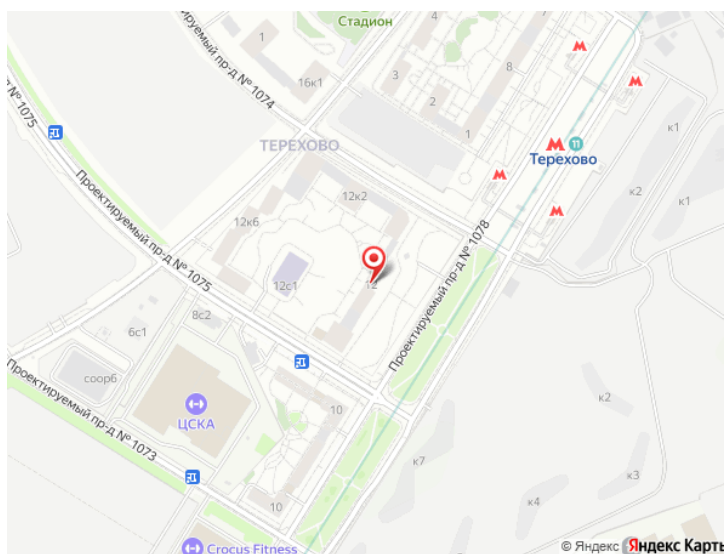 Стадион
1
16к1
3
8
4
2
1
Проектируемый пр-д № 1074
Проектируемый пр-д № 1075
ТЕРЕХОВО
11
Терехово
к1
к2
к1
12к2
12к6
12с1
12
Проектируемый пр-д № 1078
Проектируемый пр-д № 1075
8с2
6с1
соор6
ЦСКА
10
10
Проектируемый пр-д № 1073
к2
к7
к3
к4
Crocus Fitness
© Яндекс Яндекс Карты